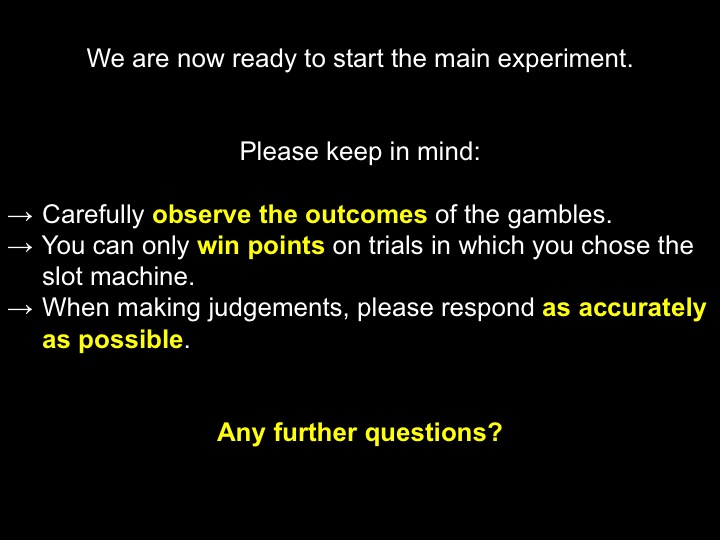 We are now ready to start the main experiment.
Please keep in mind:
→ Carefully observe the outcomes of the gambles.
→ You can only win points on trials in which you chose the
slot machine.
→ When making judgements, please respond as accurately
as possible.
Any further questions?